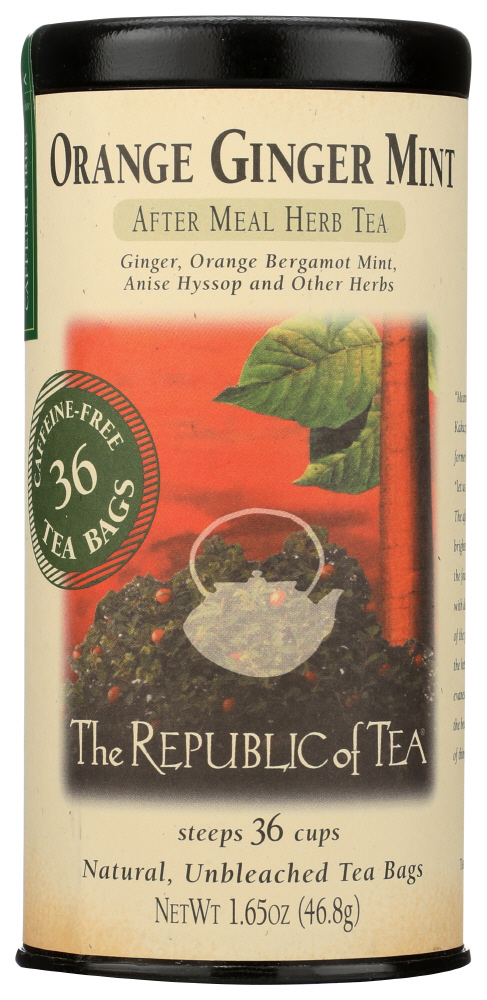 ORANGE GINGER MINT
AFTER MEAL HERB TEA
Ginger, Orange Bergamot Mint,
Anise Hyssop and Other Herbs
CAFFEINE-FREE
36
TEA BAGS
The REPUBLIC of TEA
steeps 36 cups
Natural, Unbleached Tea Bags
NETWT 1.65OZ (46.8g)